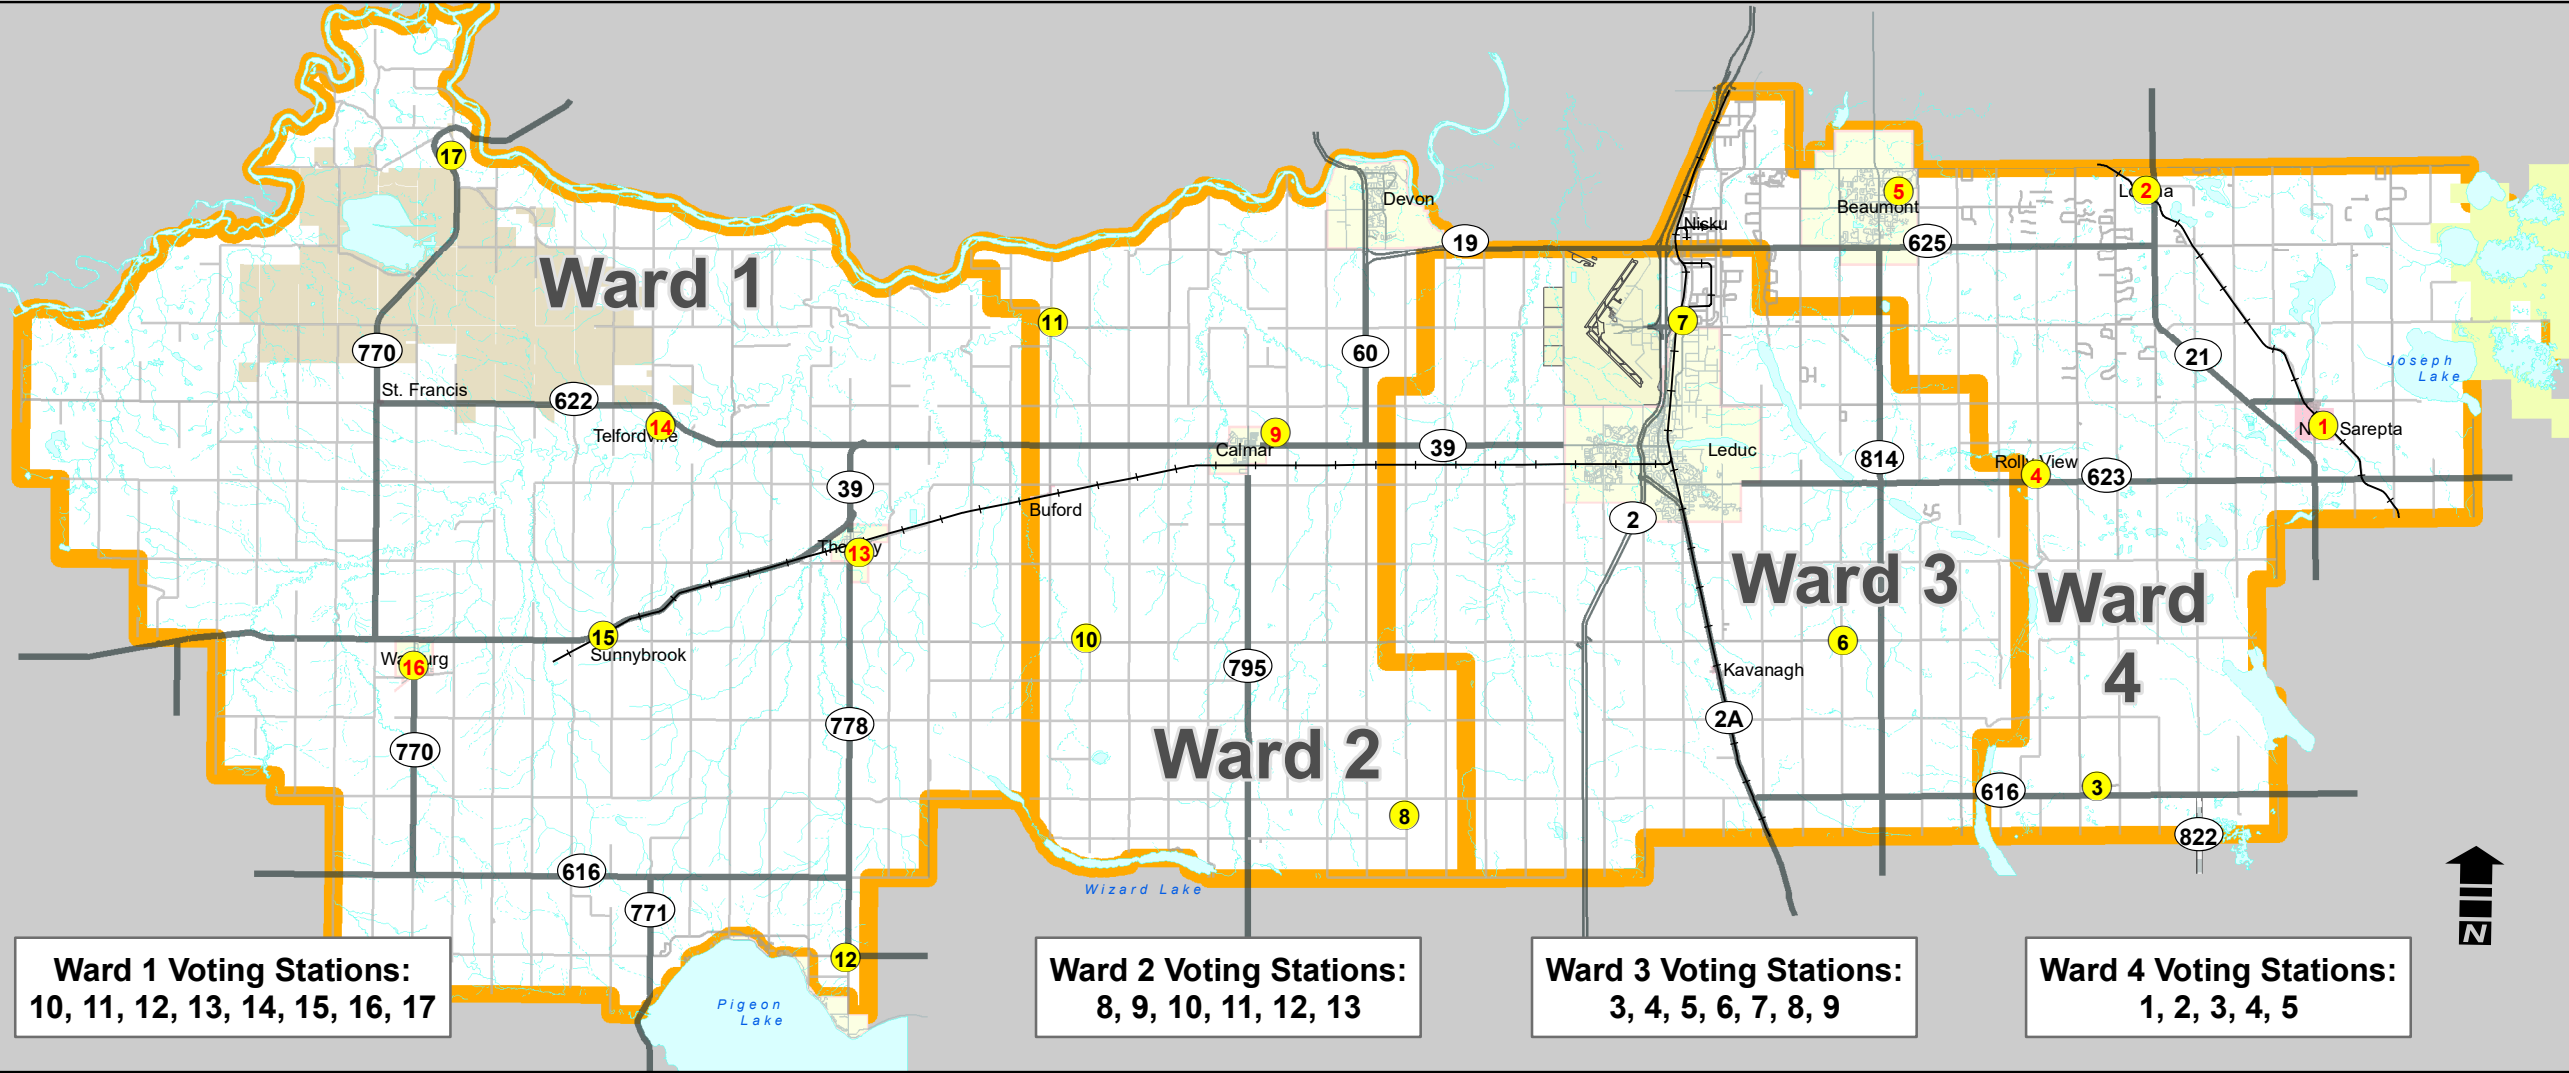 17
Devon
19
Nisku
5
Beaumont
625
2
Ward 1
11
7
770
60
21
Joseph
Lake
St. Francis
622
14
9
Calmar
39
Leduc
814
Rolly View
4
623
1
Sarepta
39
Buford
2
13
Ward 3
Ward
4
15
Sunnybrook
16
10
795
6
Kavanagh
770
778
Ward 2
2A
8
616
3
822
616
Wizard Lake
771
12
Pigeon
Lake
N
Ward 1 Voting Stations:
10, 11, 12, 13, 14, 15, 16, 17
Ward 2 Voting Stations:
8, 9, 10, 11, 12, 13
Ward 3 Voting Stations:
3, 4, 5, 6, 7, 8, 9
Ward 4 Voting Stations:
1, 2, 3, 4, 5